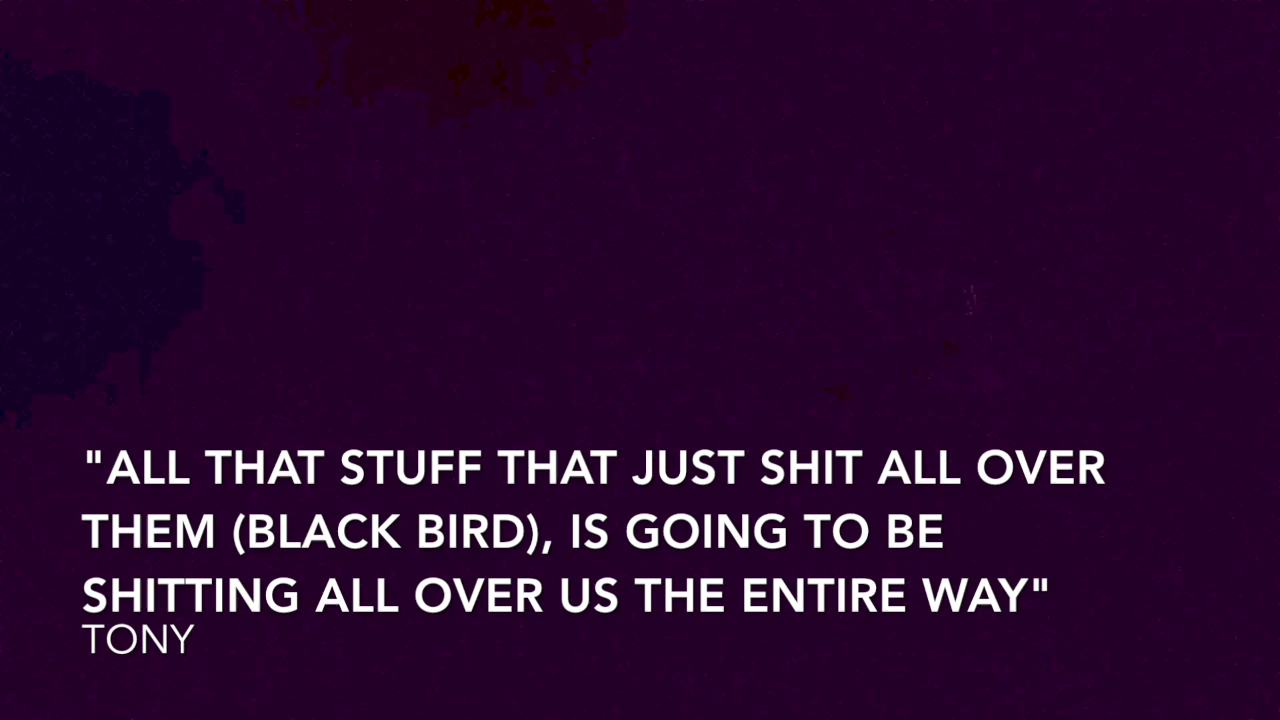 "ALL THAT STUFF THAT JUST SHIT ALL OVER
THEM (BLACK BIRD), IS GOING TO BE
SHITTING ALL OVER US THE ENTIRE WAY"
TONY